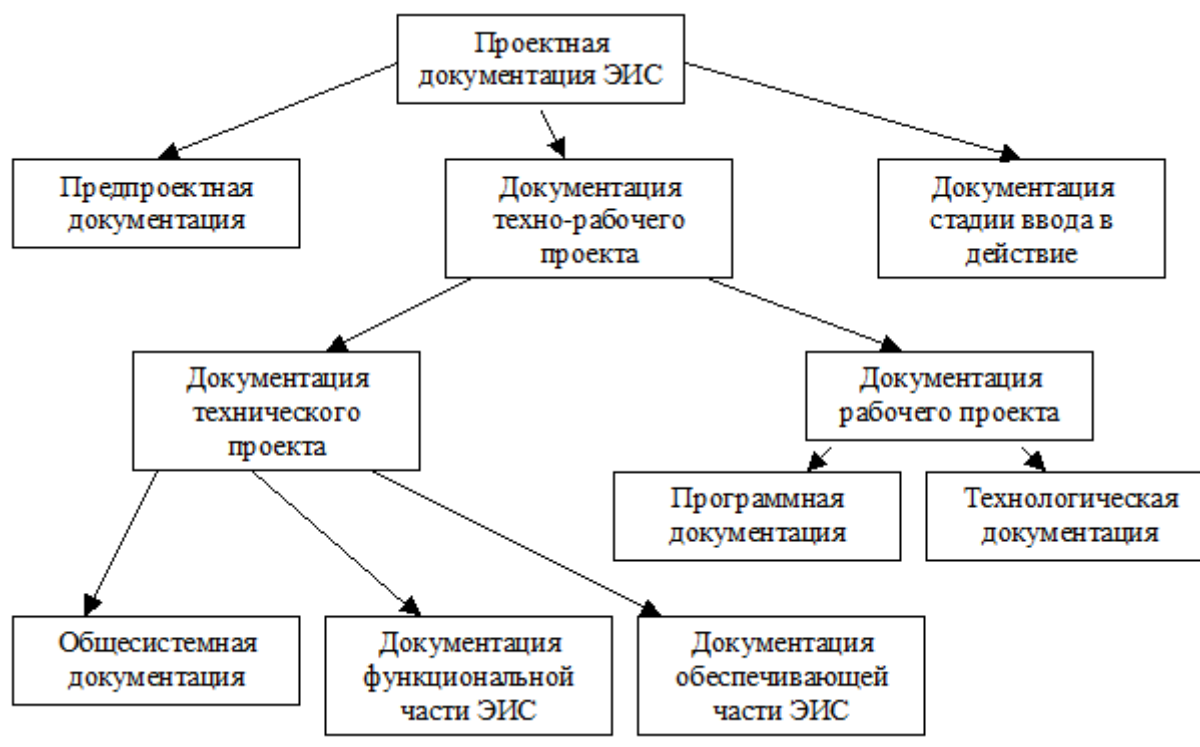 Проектная
документация ЭИС
Предпроектная
документация
Документация
техно-рабочего
проекта
Документация
стадии ввода в
действие
Документация
технического
проекта
Документация
рабочего проекта
Программная
документация
Технологическая
документация
Общесистемная
документация
Документация
функциональной
части ЭИС
Документация
обеспечивающей
части ЭИС